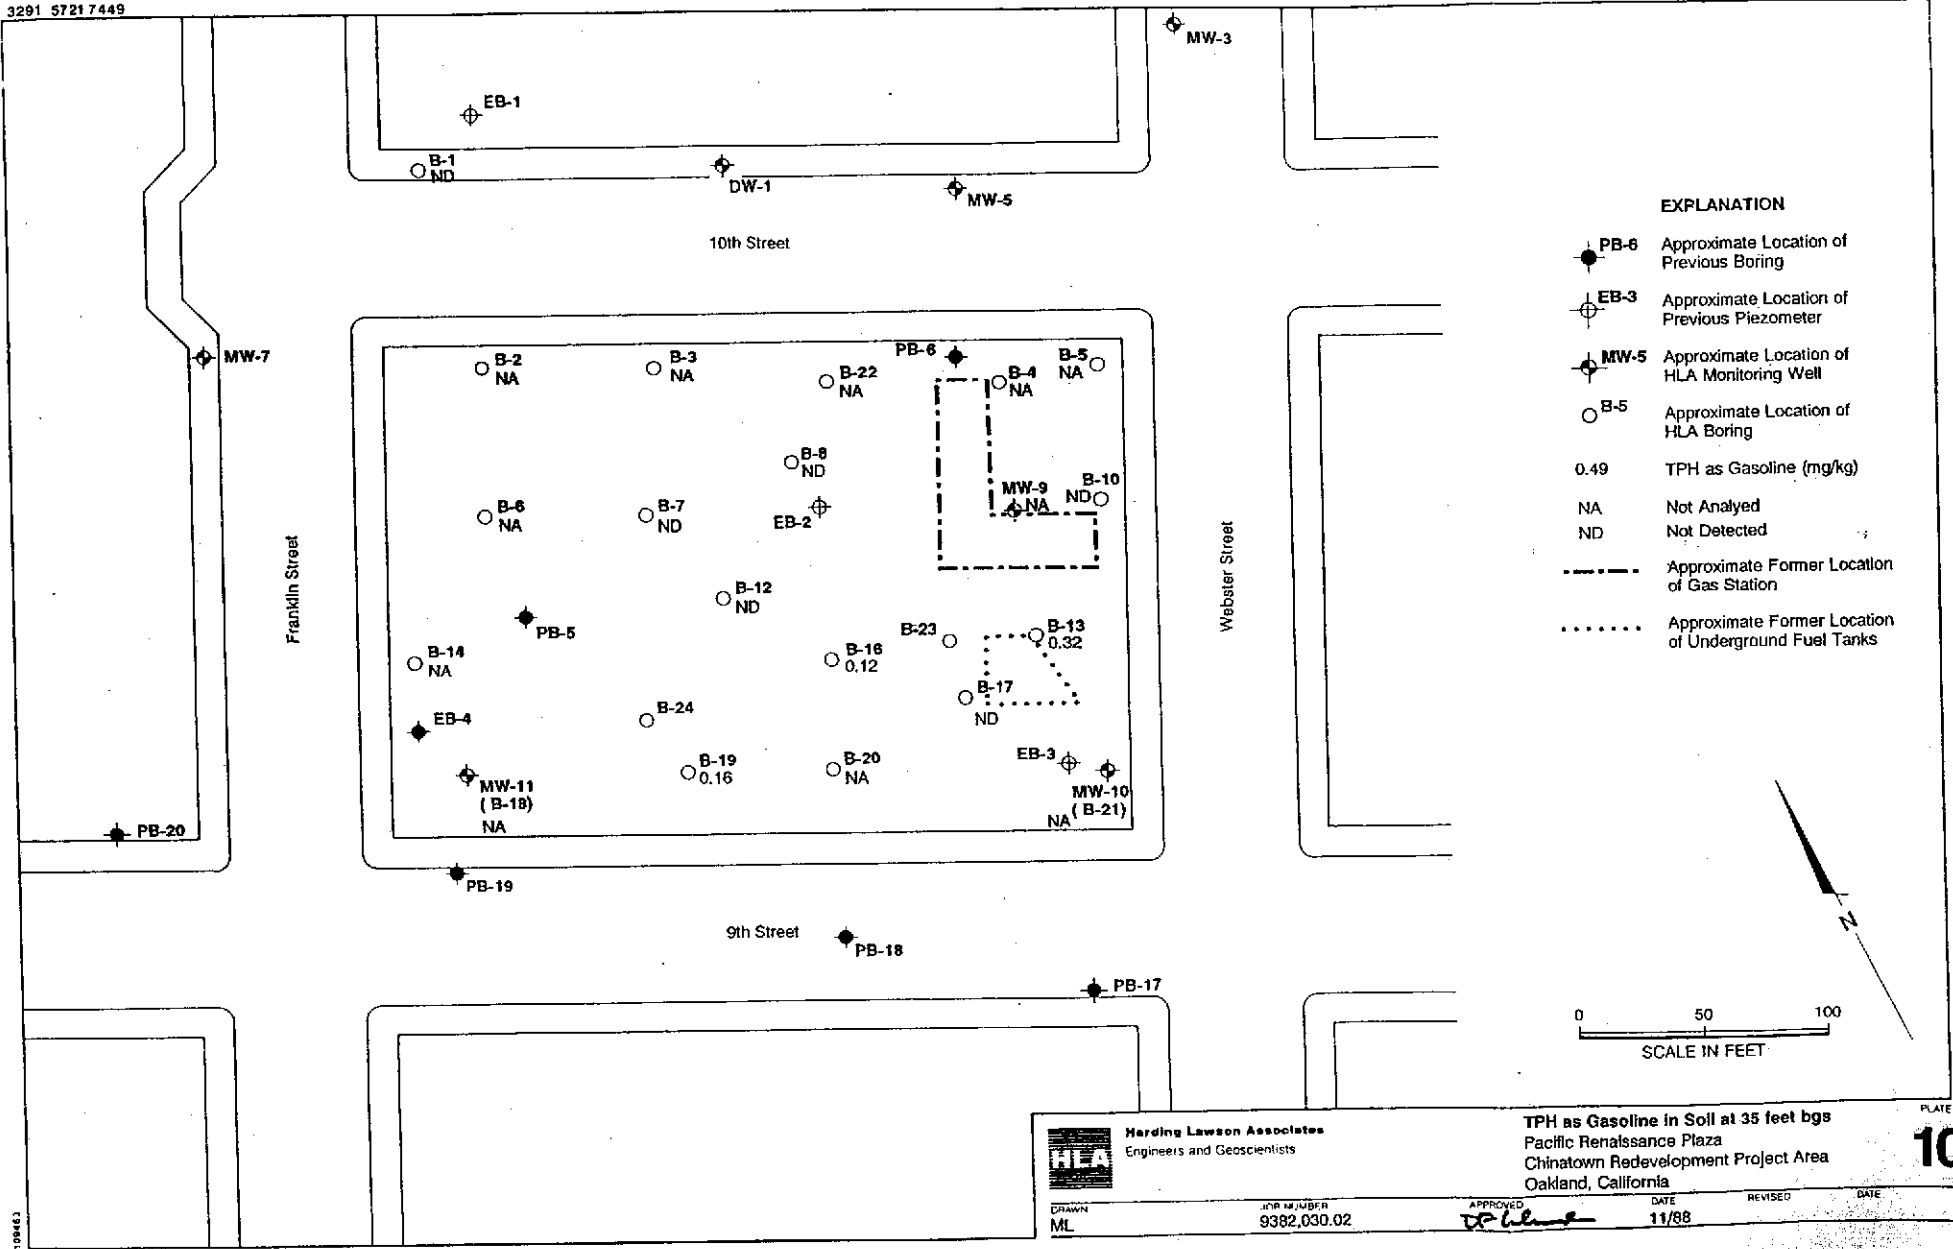 3291 5721 7449
MW-3
EB-1
B-1
ND
DW-1
MW-5
10th Street
MW-7
B-2
NA
B-3
NA
B-22
NA
PB-6
B-4
NA
B-5
NA
B-8
ND
B-6
NA
B-7
ND
EB-2
MW-9
NA
B-10
ND
Franklin Street
Webster Street
B-12
ND
PB-5
B-14
NA
B-16
0.12
B-23
B-13
0.32
B-17
ND
EB-4
B-24
B-19
0.16
B-20
NA
EB-3
MW-10
( B-21)
NA
MW-11
( B-18)
NA
PB-20
PB-19
9th Street
PB-18
PB-17
EXPLANATION
PB-6 Approximate Location of
Previous Boring
EB-3 Approximate Location of
Previous Piezometer
MW-5 Approximate Location of
HLA Monitoring Well
B-5 Approximate Location of
HLA Boring
0.49 TPH as Gasoline (mg/kg)
NA Not Analyed
ND Not Detected
Approximate Former Location
of Gas Station
Approximate Former Location
of Underground Fuel Tanks
N
0 50 100
SCALE IN FEET
HLA
Harding Lawson Associates
Engineers and Geoscientists
TPH as Gasoline in Soil at 35 feet bgs
Pacific Renaissance Plaza
Chinatown Redevelopment Project Area
Oakland, California
PLATE
10
DRAWN
ML
JOB NUMBER
9382,030.02
APPROVED
DATE
11/88
REVISED
DATE